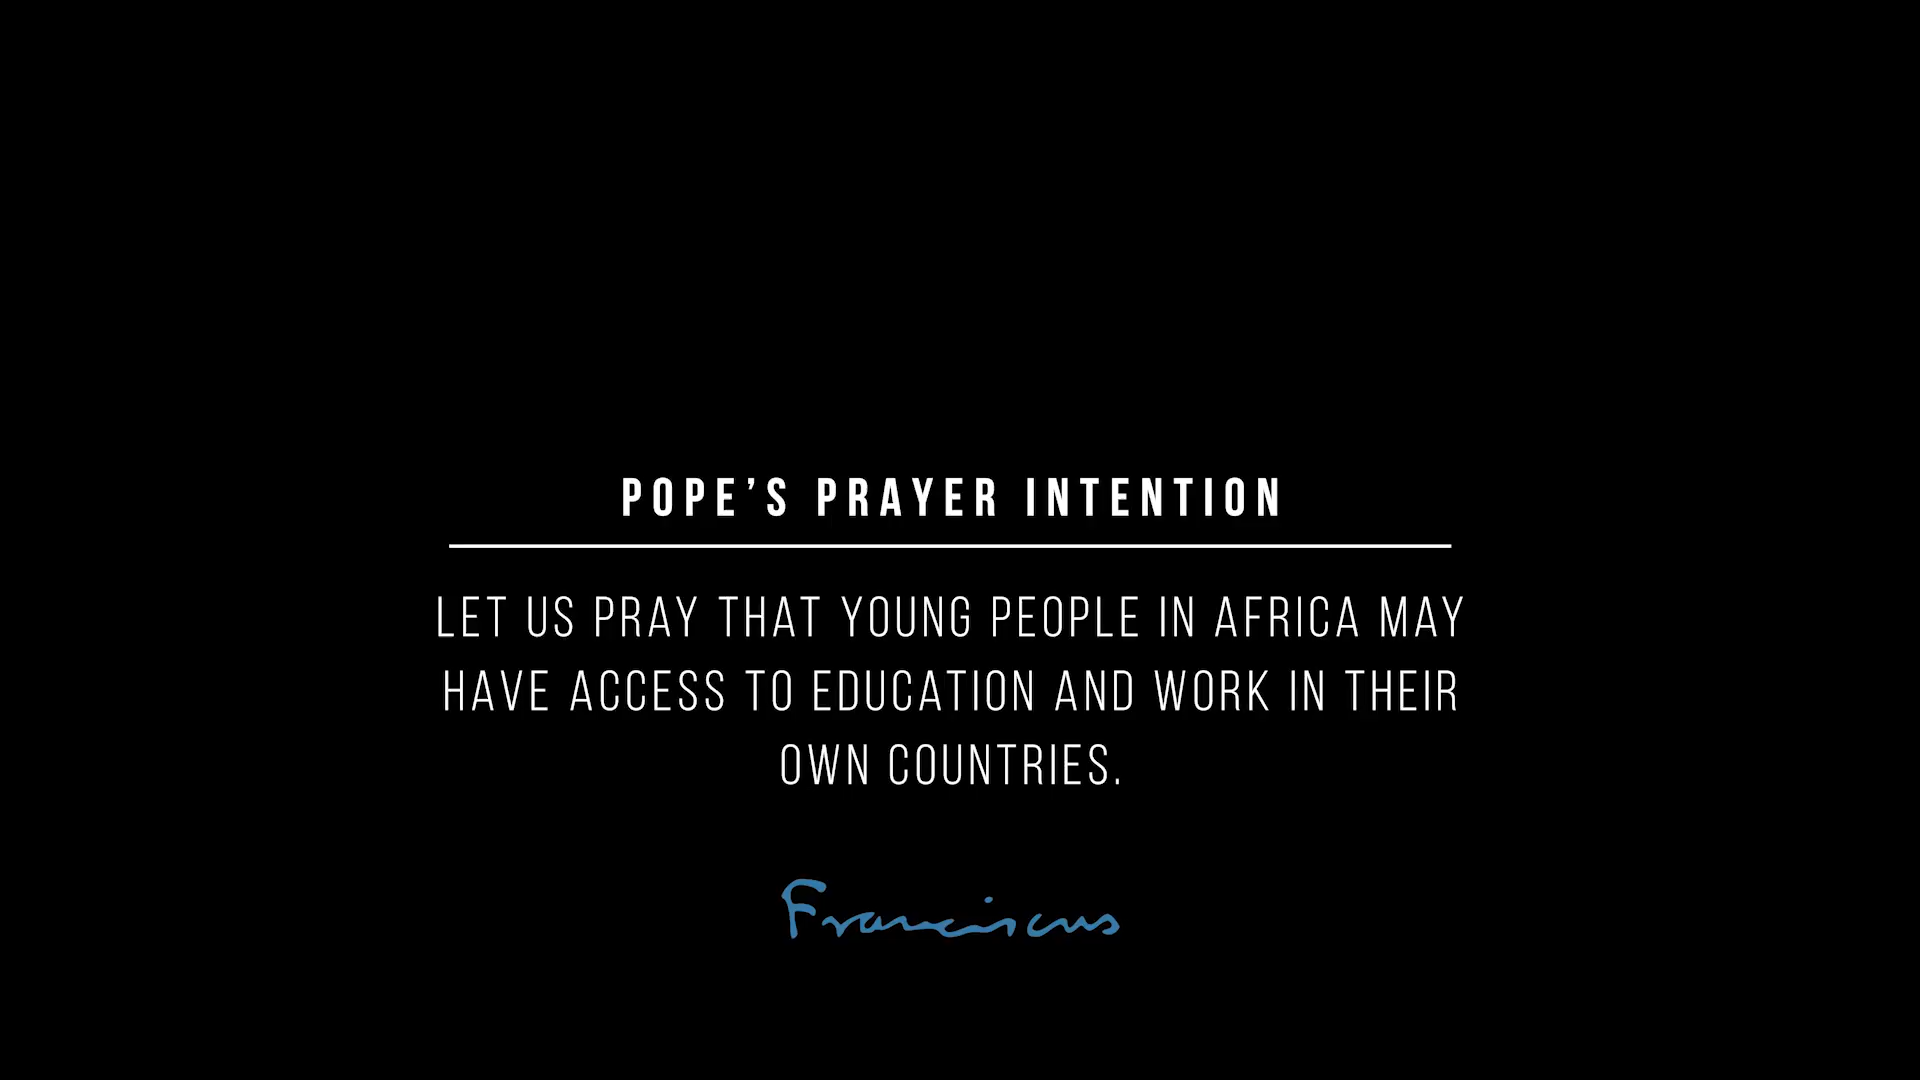 POPE’S PRAYER INTENTION
LET US PRAY THAT YOUNG PEOPLE IN AFRICA MAY
HAVE ACCESS TO EDUCATION AND WORK IN THEIR
OWN COUNTRIES.
Franciscus